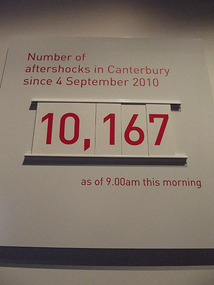 Number of
aftershocks in Canterbury
since 4 September 2010
10,167
as of 9.00am this morning